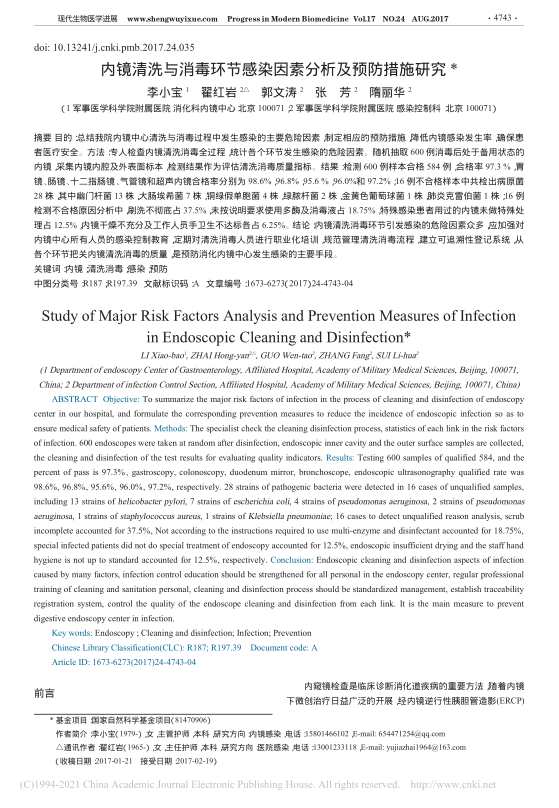 现代生物医学进展 www.shengwuyixue.com Progress in Modern Biomedicine Vol.17 NO.24 AUG.2017 · 4743 ·
doi: 10.13241/j.cnki.pmb.2017.24.035
内镜清洗与消毒环节感染因素分析及预防措施研究 *
李小宝 1 翟红岩 2△ 郭文涛 2 张 芳 2 隋丽华 2
(1 军事医学科学院附属医院 消化科内镜中心 北京 100071 ;2 军事医学科学院附属医院 感染控制科 北京 100071)
摘要 目的 :总结我院内镜中心清洗与消毒过程中发生感染的主要危险因素 ,制定相应的预防措施 ,降低内镜感染发生率 ,确保患
者医疗安全。方法 :专人检查内镜清洗消毒全过程 ,统计各个环节发生感染的危险因素。随机抽取 600 例消毒后处于备用状态的
内镜 ,采集内镜内腔及外表面标本 ,检测结果作为评估清洗消毒质量指标。结果 :检测 600 例样本合格 584 例 ,合格率 97.3 % ,胃
镜、肠镜、十二指肠镜、气管镜和超声内镜合格率分别为 98.6% ,96.8% ,95.6 % ,96.0%和 97.2% ;16 例不合格样本中共检出病原菌
28 株 ,其中幽门杆菌 13 株 ,大肠埃希菌 7 株 ,铜绿假单胞菌 4 株 ,绿脓杆菌 2 株 ,金黄色葡萄球菌 1 株 ,肺炎克雷伯菌 1 株 ;16 例
检测不合格原因分析中 ,刷洗不彻底占 37.5% ,未按说明要求使用多酶及消毒液占 18.75% ,特殊感染患者用过的内镜未做特殊处
理占 12.5% ,内镜干燥不充分及工作人员手卫生不达标各占 6.25%。结论 :内镜清洗消毒环节引发感染的危险因素众多 ,应加强对
内镜中心所有人员的感染控制教育 ,定期对清洗消毒人员进行职业化培训 ,规范管理清洗消毒流程 ,建立可追溯性登记系统 ,从
各个环节把关内镜清洗消毒的质量 ,是预防消化内镜中心发生感染的主要手段。
关键词 :内镜 ;清洗消毒 ;感染 ;预防
中图分类号 :R187 ;R197.39 文献标识码 :A 文章编号 :1673-6273(2017)24-4743-04
Study of Major Risk Factors Analysis and Prevention Measures of Infection
in Endoscopic Cleaning and Disinfection*
LI Xiao-bao1, ZHAI Hong-yan2△, GUO Wen-tao2, ZHANG Fang2, SUI Li-hua2
(1 Department of endoscopy Center of Gastroenterology, Affiliated Hospital, Academy of Military Medical Sciences, Beijing, 100071,
China; 2 Department of infection Control Section, Affiliated Hospital, Academy of Military Medical Sciences, Beijing, 100071, China)
ABSTRACT Objective: To summarize the major risk factors of infection in the process of cleaning and disinfection of endoscopy
center in our hospital, and formulate the corresponding prevention measures to reduce the incidence of endoscopic infection so as to
ensure medical safety of patients. Methods: The specialist check the cleaning disinfection process, statistics of each link in the risk factors
of infection. 600 endoscopes were taken at random after disinfection, endoscopic inner cavity and the outer surface samples are collected,
the cleaning and disinfection of the test results for evaluating quality indicators. Results: Testing 600 samples of qualified 584, and the
percent of pass is 97.3%, gastroscopy, colonoscopy, duodenum mirror, bronchoscope, endoscopic ultrasonography qualified rate was
98.6%, 96.8%, 95.6%, 96.0%, 97.2%, respectively. 28 strains of pathogenic bacteria were detected in 16 cases of unqualified samples,
including 13 strains of helicobacter pylori, 7 strains of escherichia coli, 4 strains of pseudomonas aeruginosa, 2 strains of pseudomonas
aeruginosa, 1 strains of staphylococcus aureus, 1 strains of Klebsiella pneumoniae; 16 cases to detect unqualified reason analysis, scrub
incomplete accounted for 37.5%, Not according to the instructions required to use multi-enzyme and disinfectant accounted for 18.75%,
special infected patients did not do special treatment of endoscopy accounted for 12.5%, endoscopic insufficient drying and the staff hand
hygiene is not up to standard accounted for 12.5%, respectively. Conclusion: Endoscopic cleaning and disinfection aspects of infection
caused by many factors, infection control education should be strengthened for all personal in the endoscopy center, regular professional
training of cleaning and sanitation personal, cleaning and disinfection process should be standardized management, establish traceability
registration system, control the quality of the endoscope cleaning and disinfection from each link. It is the main measure to prevent
digestive endoscopy center in infection.
Key words: Endoscopy ; Cleaning and disinfection; Infection; Prevention
Chinese Library Classification(CLC): R187; R197.39 Document code: A
Article ID: 1673-6273(2017)24-4743-04
前言
内窥镜检查是临床诊断消化道疾病的重要方法 ,随着内镜
下微创治疗日益广泛的开展 ,经内镜逆行性胰胆管造影(ERCP)
* 基金项目 :国家自然科学基金项目(81470906)
作者简介 :李小宝(1979-) ,女 ,主管护师 ,本科 ,研究方向 :内镜感染 ,电话 :15801466102 ,E-mail: 654471254@qq.com
△通讯作者 :翟红岩(1965-) ,女 ,主任护师 ,本科 ,研究方向 :医院感染 ,电话 :13001233118 ,E-mail: yujiazhai1964@163.com
(收稿日期 :2017-01-21 接受日期 :2017-02-19)
(C)1994-2021 China Academic Journal Electronic Publishing House. All rights reserved. http://www.cnki.net